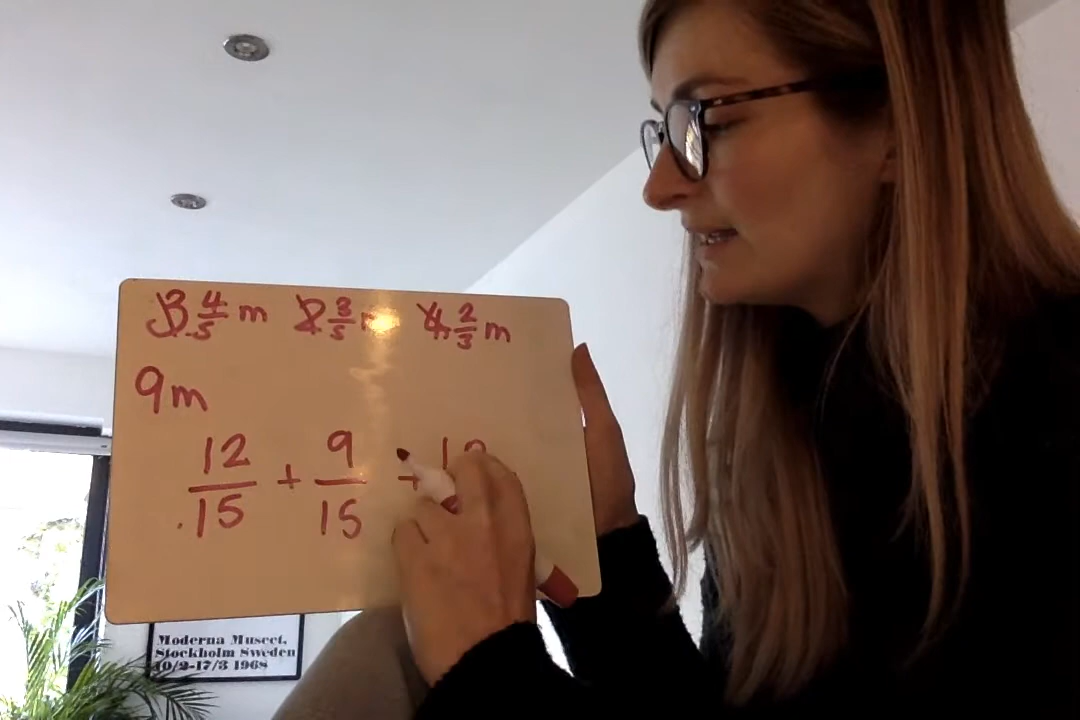 3 4/5 m 2 3/5 m 4 2/3 m
9m
12/15 + 9/15 +
Moderna Museet,
Stockholm Sweden
10/2-17/3 1968